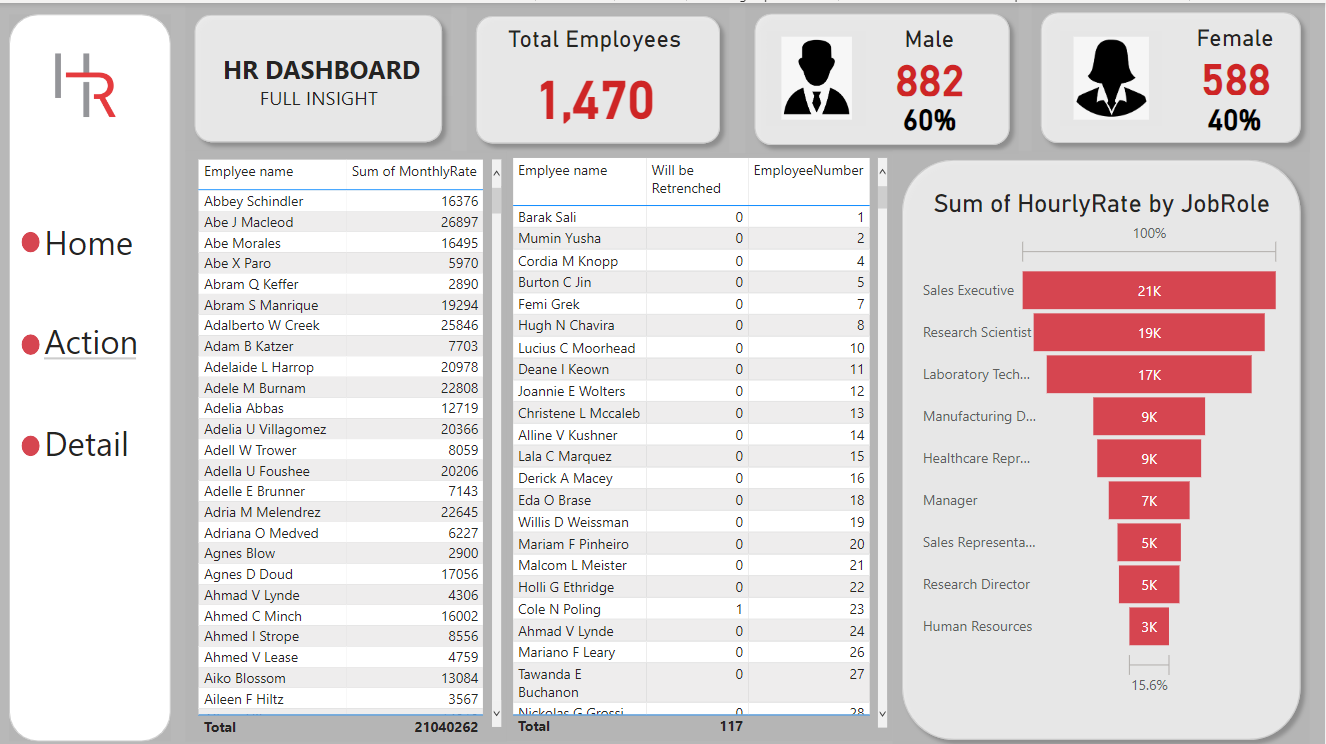 HR
HR DASHBOARD
FULL INSIGHT
Total Employees
1,470
Male
882
60%
Female
588
40%
Home
Action
Detail
Emplyee name Sum of MonthlyRate
Abbey Schindler 16376
Abe J Macleod 26897
Abe Morales 16495
Abe X Paro 5970
Abram Q Keffer 2890
Abram S Manrique 19294
Adalberto W Creek 25846
Adam B Katzer 7703
Adelaide L Harrop 20978
Adele M Burnam 22808
Adelia Abbas 12719
Adelia U Villagomez 20366
Adell W Trower 8059
Adella U Foushee 20206
Adelle E Brunner 7143
Adria M Melendrez 22645
Adriana O Medved 6227
Agnes Blow 2900
Agnes D Doud 17056
Ahmad V Lynde 4306
Ahmed C Minch 16002
Ahmed I Strope 8556
Ahmed V Lease 4759
Aiko Blossom 13084
Aileen F Hiltz 3567
Total 21040262
Emplyee name Will be EmployeeNumber
Retrenched
Barak Sali 0 1
Mumin Yusha 0 2
Cordia M Knopp 0 4
Burton C Jin 0 5
Femi Grek 0 7
Hugh N Chavira 0 8
Lucius C Moorhead 0 10
Deane I Keown 0 11
Joannie E Wolters 0 12
Christene L Mccaleb 0 13
Alline V Kushner 0 14
Lala C Marquez 0 15
Derick A Macey 0 16
Eda O Brase 0 18
Willis D Weissman 0 19
Mariam F Pinheiro 0 20
Malcom L Meister 0 21
Holli G Ethridge 0 22
Cole N Poling 1 23
Ahmad V Lynde 0 24
Mariano F Leary 0 26
Tawanda E 0 27
Buchanon
Nickolas G Grossi 0 28
Total 117
Sum of HourlyRate by JobRole
100%
Sales Executive 21K
Research Scientist 19K
Laboratory Tech... 17K
Manufacturing D... 9K
Healthcare Repr... 9K
Manager 7K
Sales Representa... 5K
Research Director 5K
Human Resources 3K
15.6%